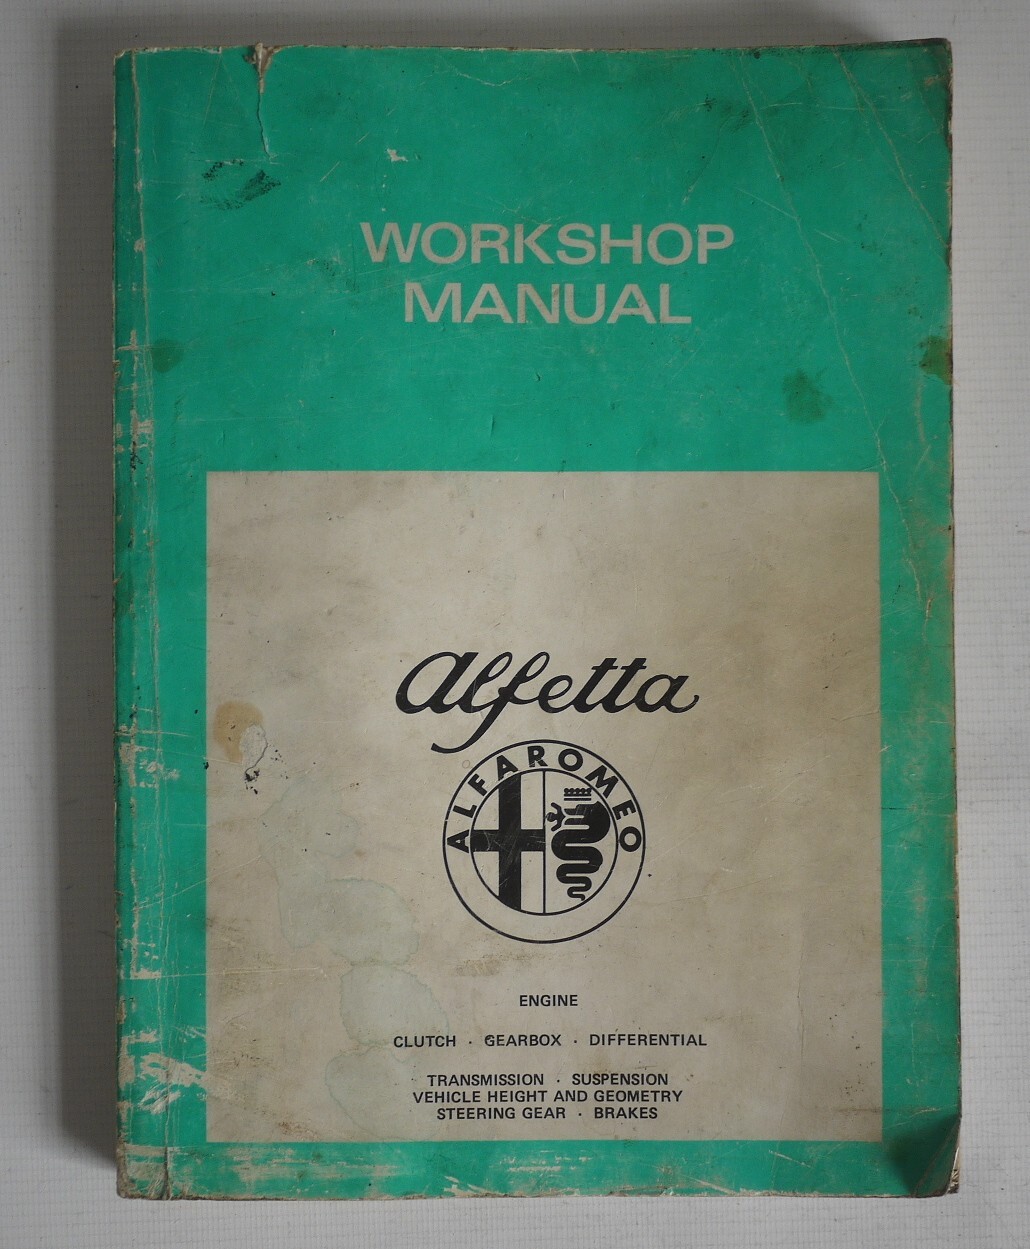 WORKSHOP
MANUAL
Alfetta
ALFA ROMEO
ENGINE
CLUTCH · GEARBOX · DIFFERENTIAL
TRANSMISSION · SUSPENSION
VEHICLE HEIGHT AND GEOMETRY
STEERING GEAR · BRAKES